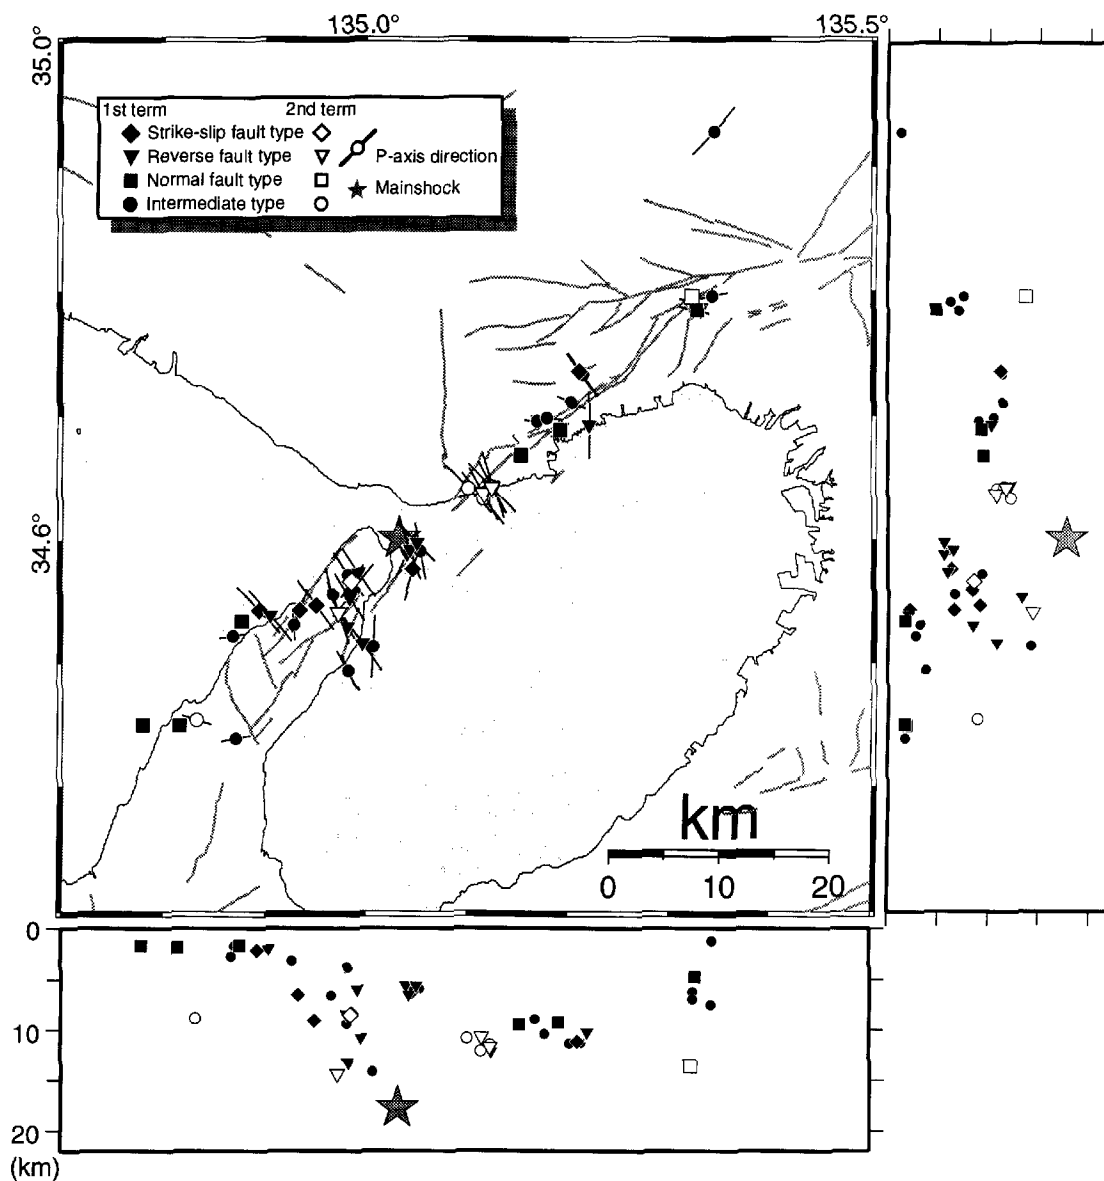 135.0°
135.5°
35.0°
1st term
2nd term
Strike-slip fault type
Reverse fault type
P-axis direction
Normal fault type
Mainshock
Intermediate type
34.6°
km
0
10
20
0
10
20
(km)